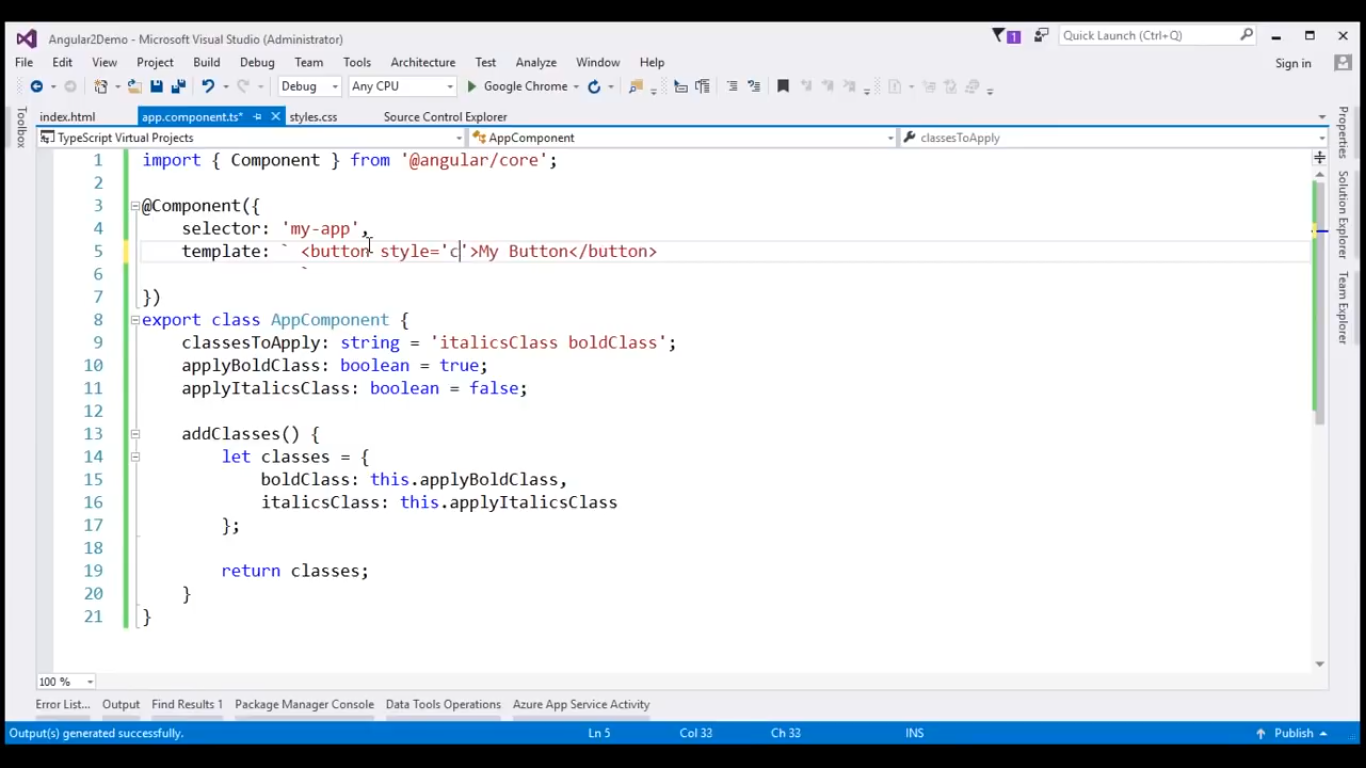 Angular2Demo - Microsoft Visual Studio (Administrator)
1
Quick Launch (Ctrl+Q)
File Edit View Project Build Debug Team Tools Architecture Test Analyze Window Help
Sign in
Debug Any CPU Google Chrome
index.html app.component.ts* styles.css Source Control Explorer
TypeScript Virtual Projects AppComponent classesToApply
Toolbox
Properties
Solution Explorer
Team Explorer
1 import { Component } from '@angular/core';
2
3 @Component({
4 selector: 'my-app',
5 template: ` <button style='c'>My Button</button>
6 `
7 })
8 export class AppComponent {
9 classesToApply: string = 'italicsClass boldClass';
10 applyBoldClass: boolean = true;
11 applyItalicsClass: boolean = false;
12
13 addClasses() {
14 let classes = {
15 boldClass: this.applyBoldClass,
16 italicsClass: this.applyItalicsClass
17 };
18
19 return classes;
20 }
21 }
100 %
Error List... Output Find Results 1 Package Manager Console Data Tools Operations Azure App Service Activity
Output(s) generated successfully. Ln 5 Col 33 Ch 33 INS Publish